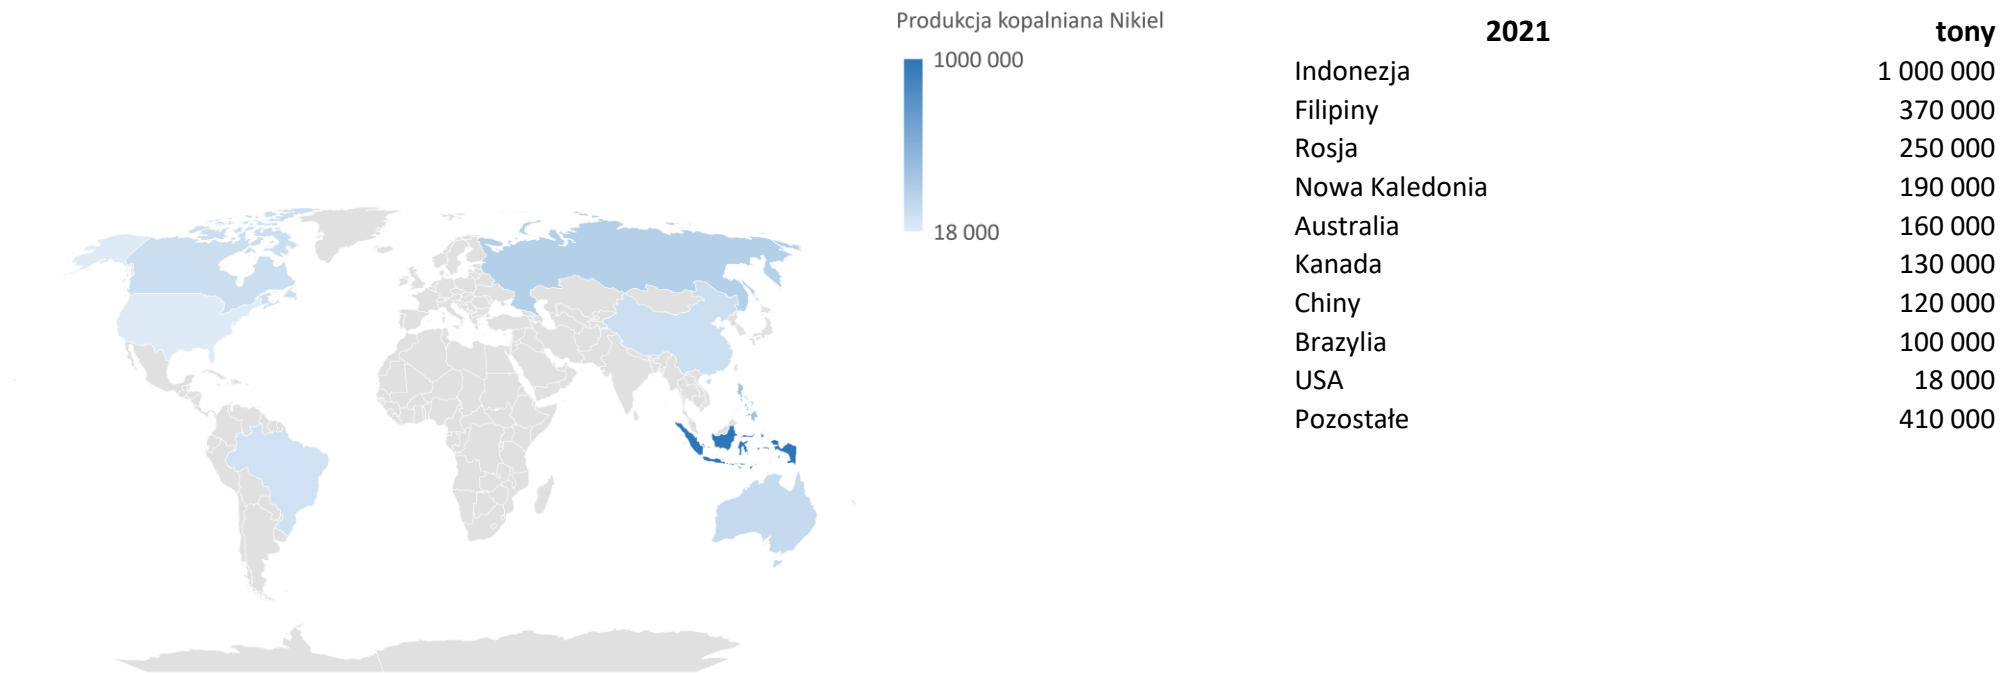 Produkcja kopalniana Nikiel
1000 000
18 000
2021 tony
Indonezja 1 000 000
Filipiny 370 000
Rosja 250 000
Nowa Kaledonia 190 000
Australia 160 000
Kanada 130 000
Chiny 120 000
Brazylia 100 000
USA 18 000
Pozostałe 410 000